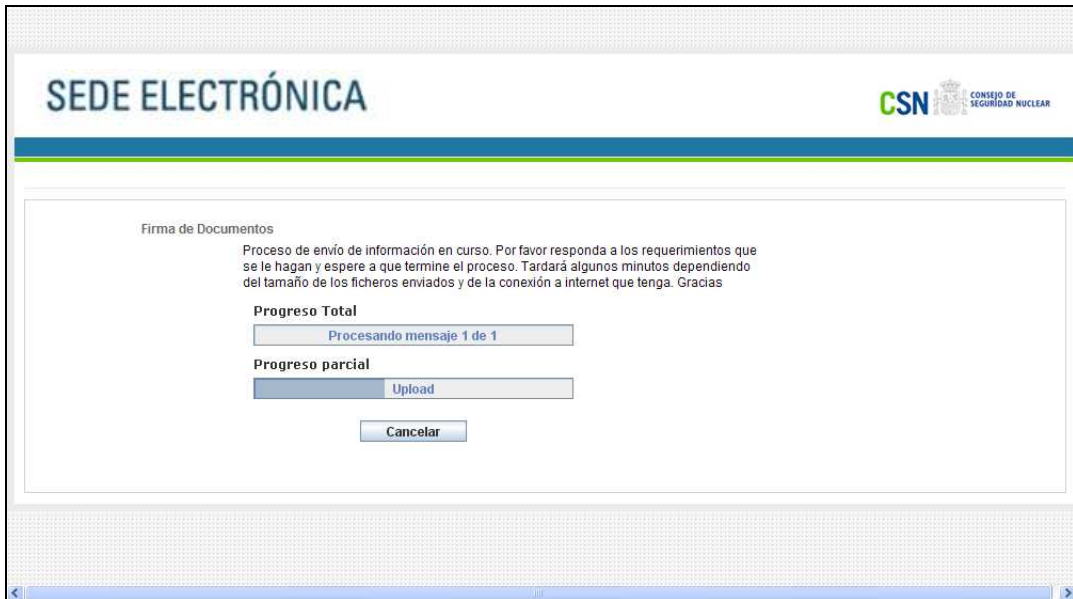 SEDE ELECTRÓNICA
CSN
CONSEJO DE
SEGURIDAD NUCLEAR
Firma de Documentos
Proceso de envío de información en curso. Por favor responda a los requerimientos que
se le hagan y espere a que termine el proceso. Tardará algunos minutos dependiendo
del tamaño de los ficheros enviados y de la conexión a internet que tenga. Gracias
Progreso Total
Procesando mensaje 1 de 1
Progreso parcial
Upload
Cancelar